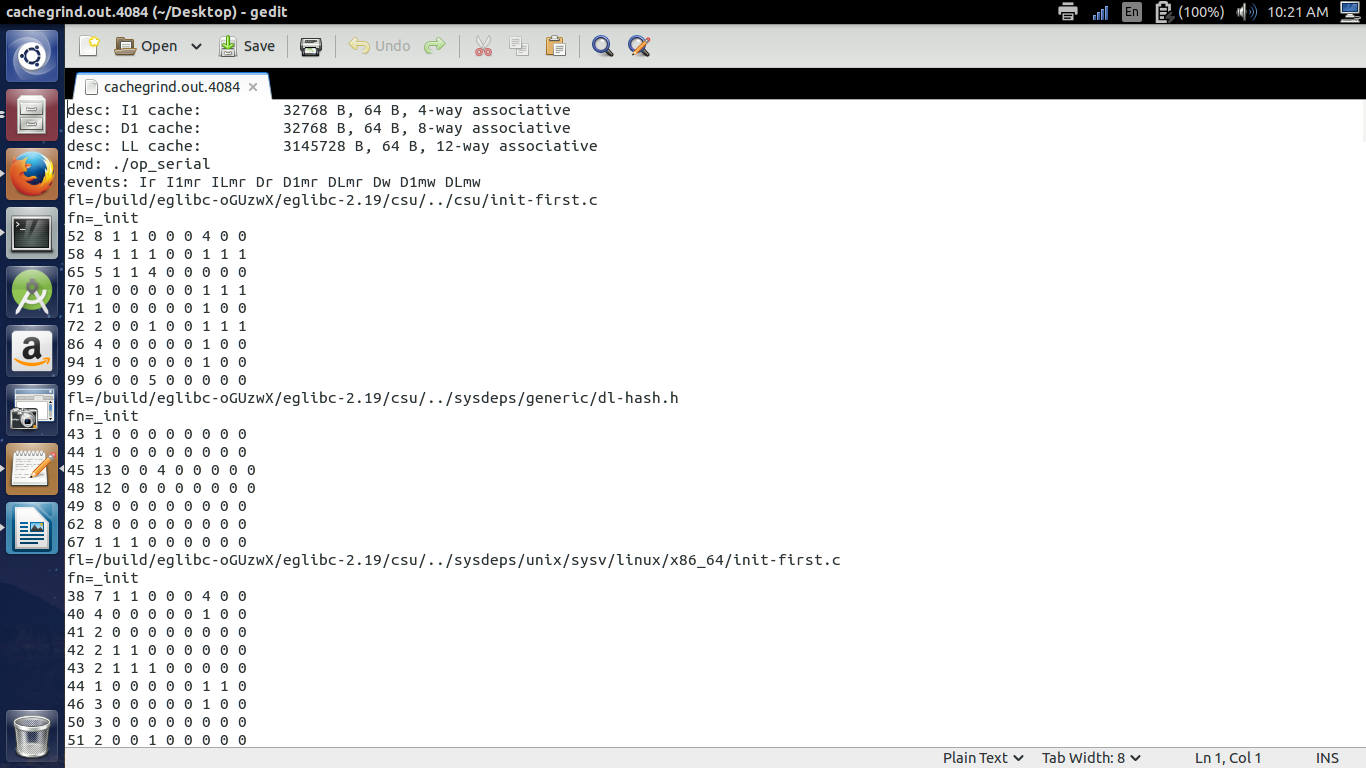 cachegrind.out.4084 (~/Desktop) - gedit
En
(100%)
10:21 AM
Open
Save
Undo
cachegrind.out.4084 ×
desc: I1 cache:         32768 B, 64 B, 4-way associative
desc: D1 cache:         32768 B, 64 B, 8-way associative
desc: LL cache:         3145728 B, 64 B, 12-way associative
cmd: ./op_serial
events: Ir I1mr ILmr Dr D1mr DLmr Dw D1mw DLmw
fl=/build/eglibc-oGUzwX/eglibc-2.19/csu/../csu/init-first.c
fn=_init
52 8 1 1 0 0 0 4 0 0
58 4 1 1 1 0 0 1 1 1
65 5 1 1 4 0 0 0 0 0
70 1 0 0 0 0 0 1 1 1
71 1 0 0 0 0 0 1 0 0
72 2 0 0 1 0 0 1 1 1
86 4 0 0 0 0 0 1 0 0
94 1 0 0 0 0 0 1 0 0
99 6 0 0 5 0 0 0 0 0
fl=/build/eglibc-oGUzwX/eglibc-2.19/csu/../sysdeps/generic/dl-hash.h
fn=_init
43 1 0 0 0 0 0 0 0 0
44 1 0 0 0 0 0 0 0 0
45 13 0 0 4 0 0 0 0 0
48 12 0 0 0 0 0 0 0 0
49 8 0 0 0 0 0 0 0 0
62 8 0 0 0 0 0 0 0 0
67 1 1 1 0 0 0 0 0 0
fl=/build/eglibc-oGUzwX/eglibc-2.19/csu/../sysdeps/unix/sysv/linux/x86_64/init-first.c
fn=_init
38 7 1 1 0 0 0 4 0 0
40 4 0 0 0 0 0 1 0 0
41 2 0 0 0 0 0 0 0 0
42 2 1 1 0 0 0 0 0 0
43 2 1 1 1 0 0 0 0 0
44 1 0 0 0 0 0 1 1 0
46 3 0 0 0 0 0 1 0 0
50 3 0 0 0 0 0 0 0 0
51 2 0 0 1 0 0 0 0 0
Plain Text
Tab Width: 8
Ln 1, Col 1
INS